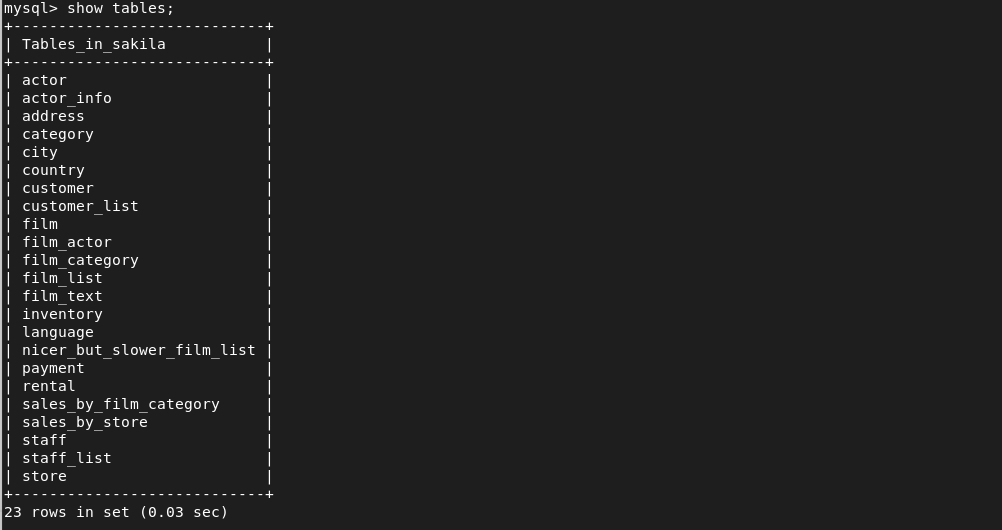 mysql> show tables;
+----------------------------+
| Tables_in_sakila           |
+----------------------------+
| actor                      |
| actor_info                 |
| address                    |
| category                   |
| city                       |
| country                    |
| customer                   |
| customer_list              |
| film                       |
| film_actor                 |
| film_category              |
| film_list                  |
| film_text                  |
| inventory                  |
| language                   |
| nicer_but_slower_film_list |
| payment                    |
| rental                     |
| sales_by_film_category     |
| sales_by_store             |
| staff                      |
| staff_list                 |
| store                      |
+----------------------------+
23 rows in set (0.03 sec)